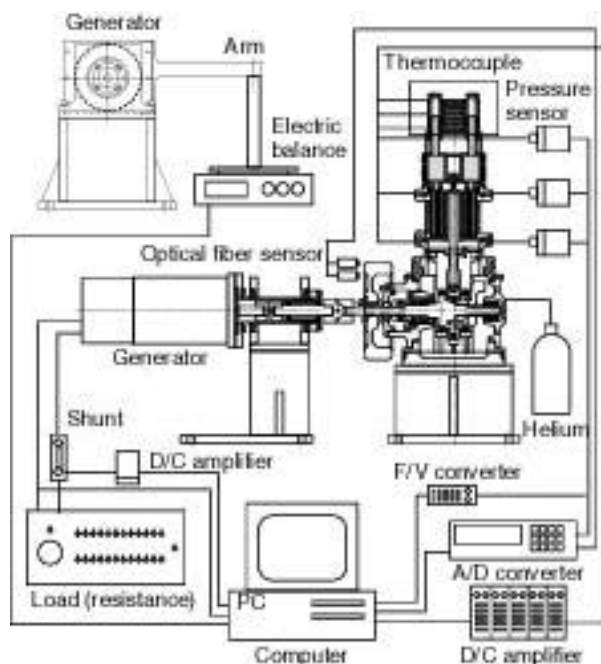 Generator
Arm
Thermocouple
Pressure
sensor
Electric
balance
Optical fiber sensor
Generator
Shunt
Helium
D/C amplifier
F/V converter
Load (resistance)
PC
A/D converter
Computer
D/C amplifier